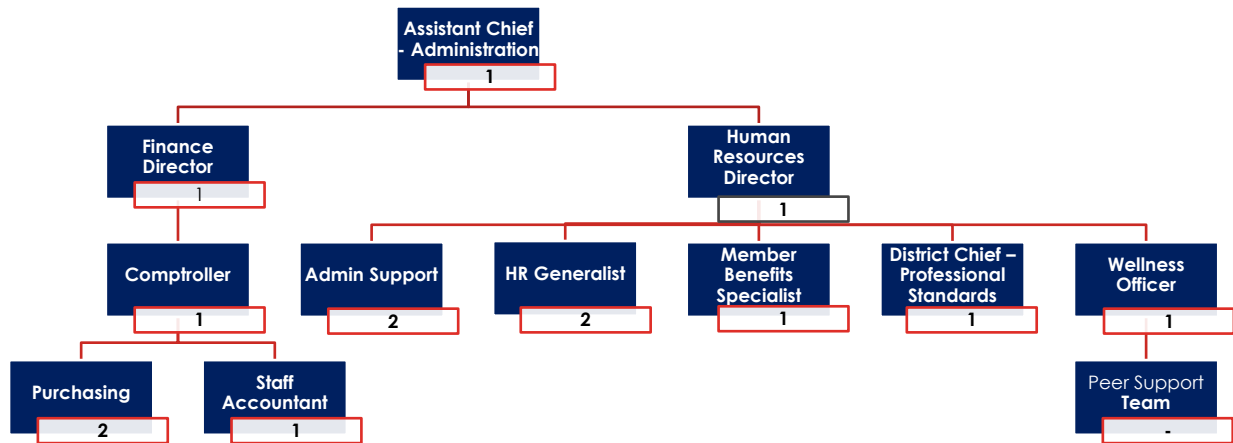 Assistant Chief
- Administration
1
Finance
Director
1
Human
Resources
Director
1
Comptroller
1
Admin Support
2
HR Generalist
2
Member
Benefits
Specialist
1
District Chief –
Professional
Standards
1
Wellness
Officer
1
Purchasing
2
Staff
Accountant
1
Peer Support
Team
-